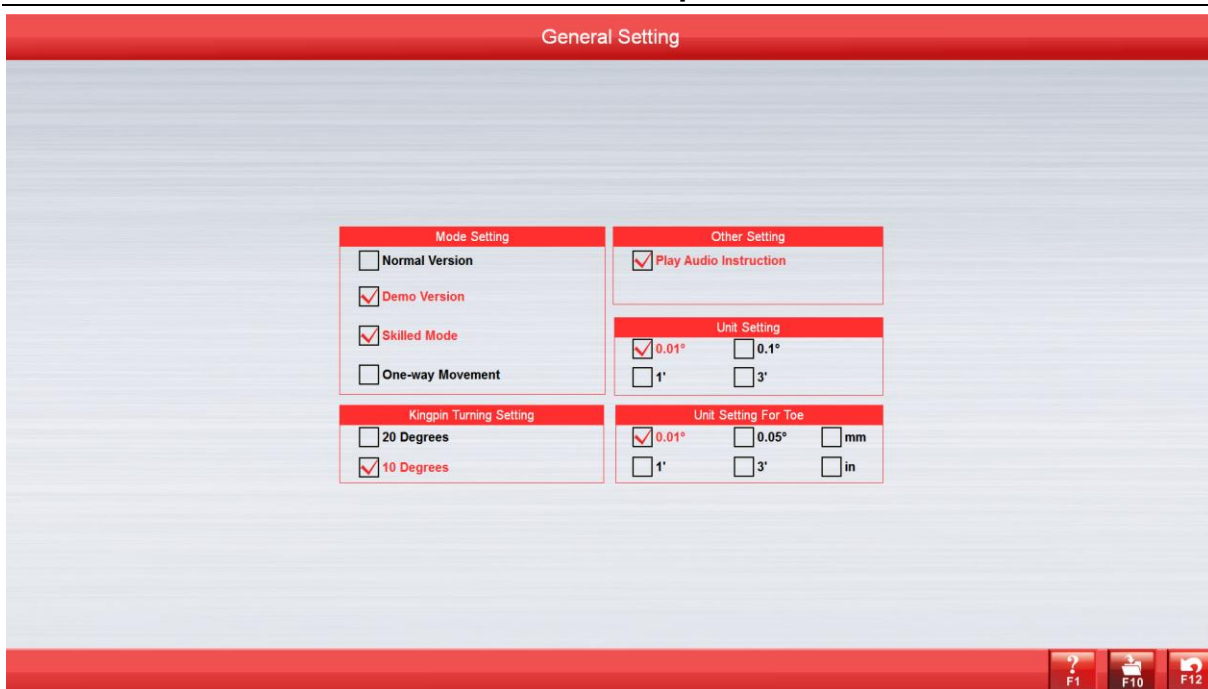 General Setting
Mode Setting
Normal Version
Demo Version
Skilled Mode
One-way Movement
Other Setting
Play Audio Instruction
Unit Setting
0.01° 0.1°
1' 3'
Kingpin Turning Setting
20 Degrees
10 Degrees
Unit Setting For Toe
0.01° 0.05° mm
1' 3' in
? F1 F10 F12